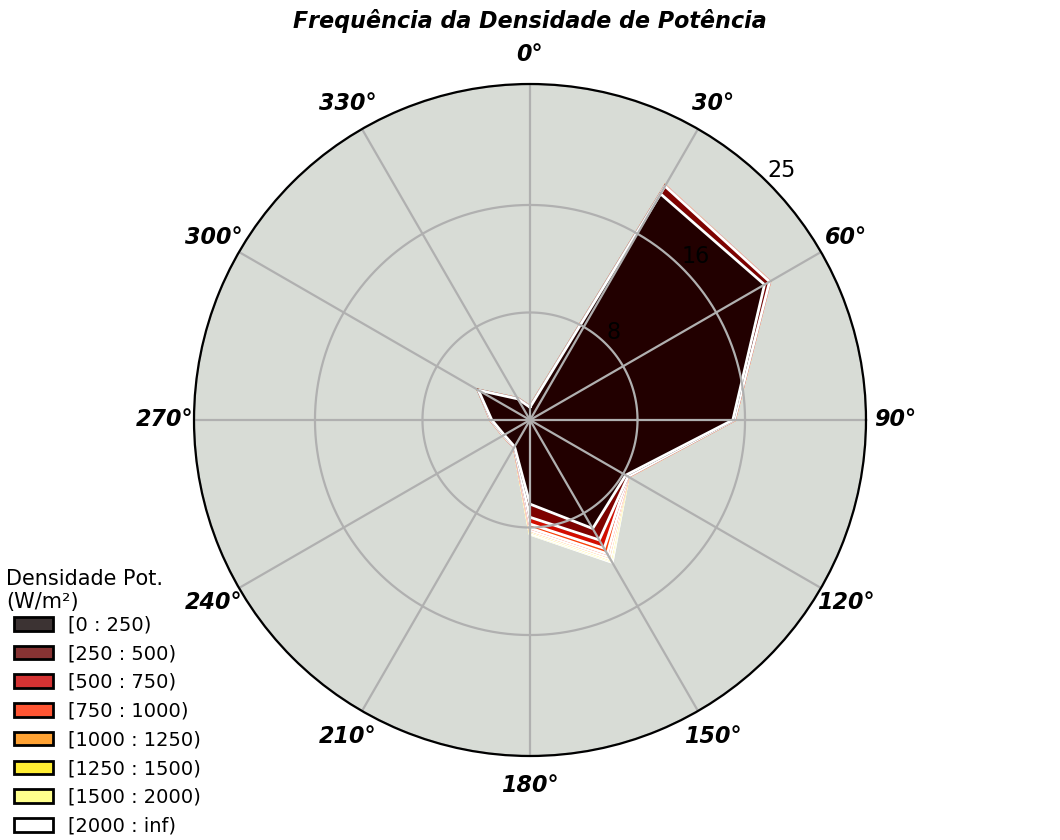 Frequência da Densidade de Potência
0°
330°
30°
25
300°
60°
16
8
270°
90°
240°
120°
210°
150°
180°
Densidade Pot.
(W/m²)
[0 : 250)
[250 : 500)
[500 : 750)
[750 : 1000)
[1000 : 1250)
[1250 : 1500)
[1500 : 2000)
[2000 : inf)